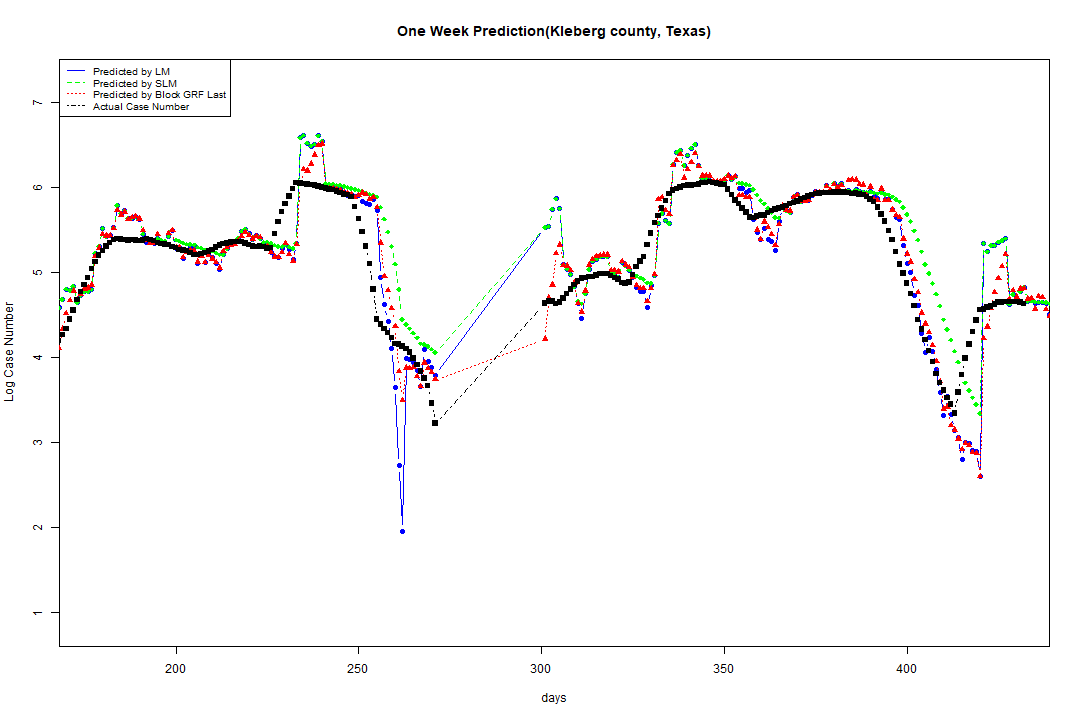 One Week Prediction(Kleberg county, Texas)
Predicted by LM
Predicted by SLM
Predicted by Block GRF Last
Actual Case Number
7
6
5
4
3
2
1
Log Case Number
200 250 300 350 400
days